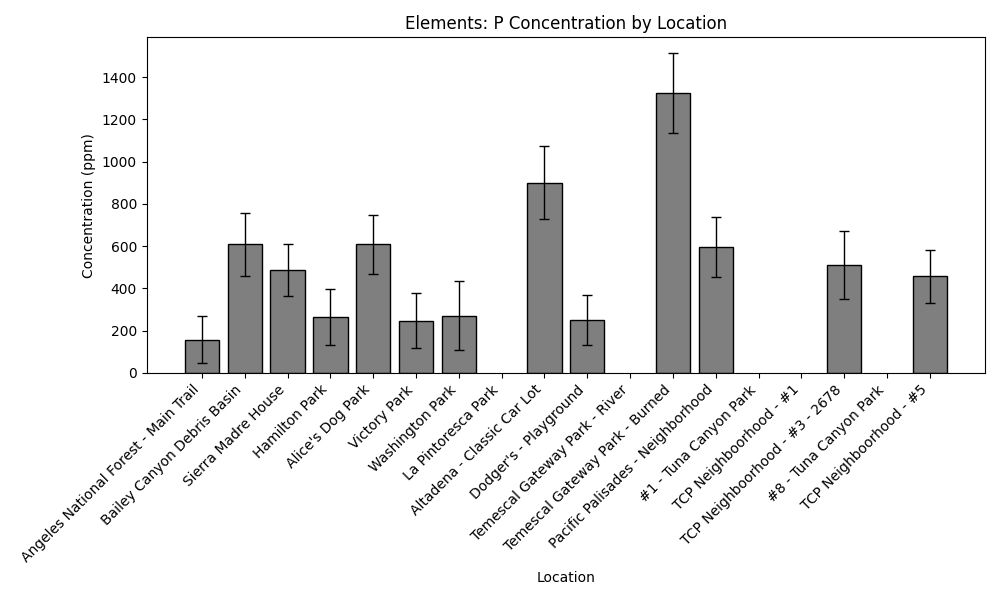 Elements: P Concentration by Location
Concentration (ppm)
1400
1200
1000
800
600
400
200
0
Angeles National Forest - Main Trail
Bailey Canyon Debris Basin
Sierra Madre House
Hamilton Park
Alice's Dog Park
Victory Park
Washington Park
La Pintoresca Park
Altadena - Classic Car Lot
Dodger's - Playground
Temescal Gateway Park - River
Temescal Gateway Park - Burned
Pacific Palisades - Neighborhood
#1 - Tuna Canyon Park
TCP Neighboorhood - #1
TCP Neighboorhood - #3 - 2678
#8 - Tuna Canyon Park
TCP Neighboorhood - #5
Location